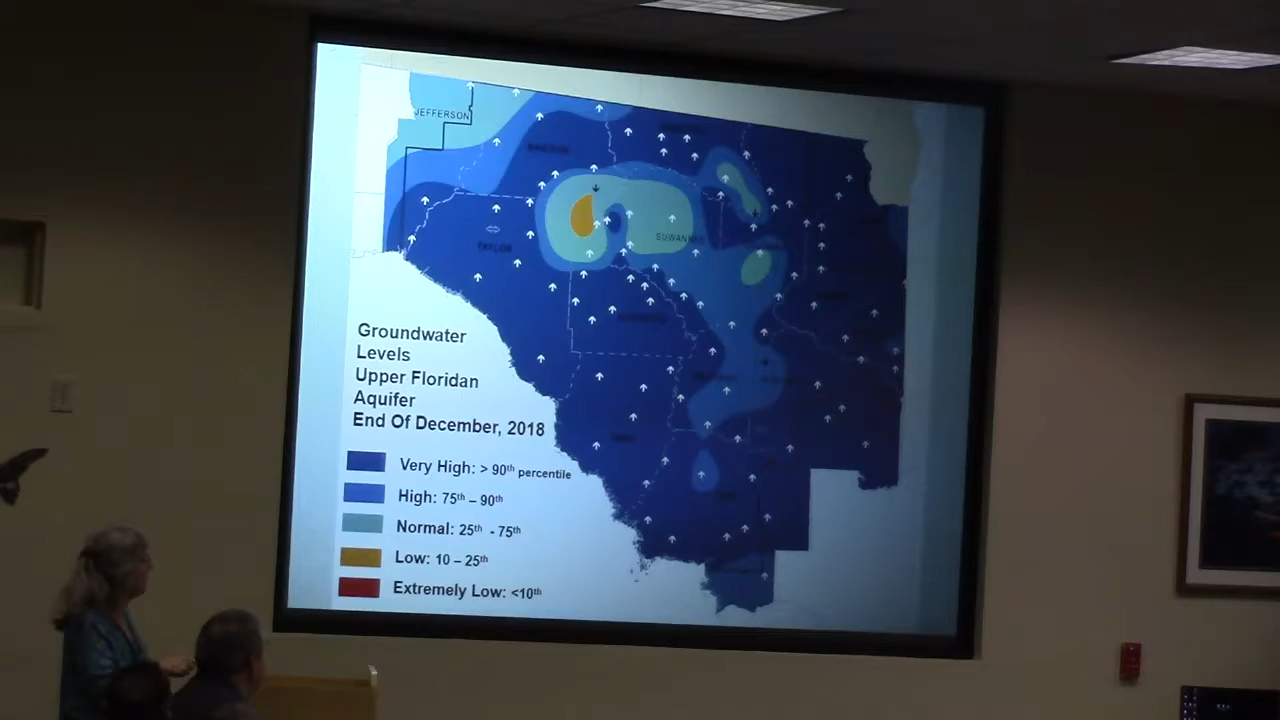 JEFFERSON
MADISON
TAYLOR
SUWANNEE
Groundwater
Levels
Upper Floridan
Aquifer
End Of December, 2018
Very High: > 90th percentile
High: 75th – 90th
Normal: 25th - 75th
Low: 10 – 25th
Extremely Low: <10th